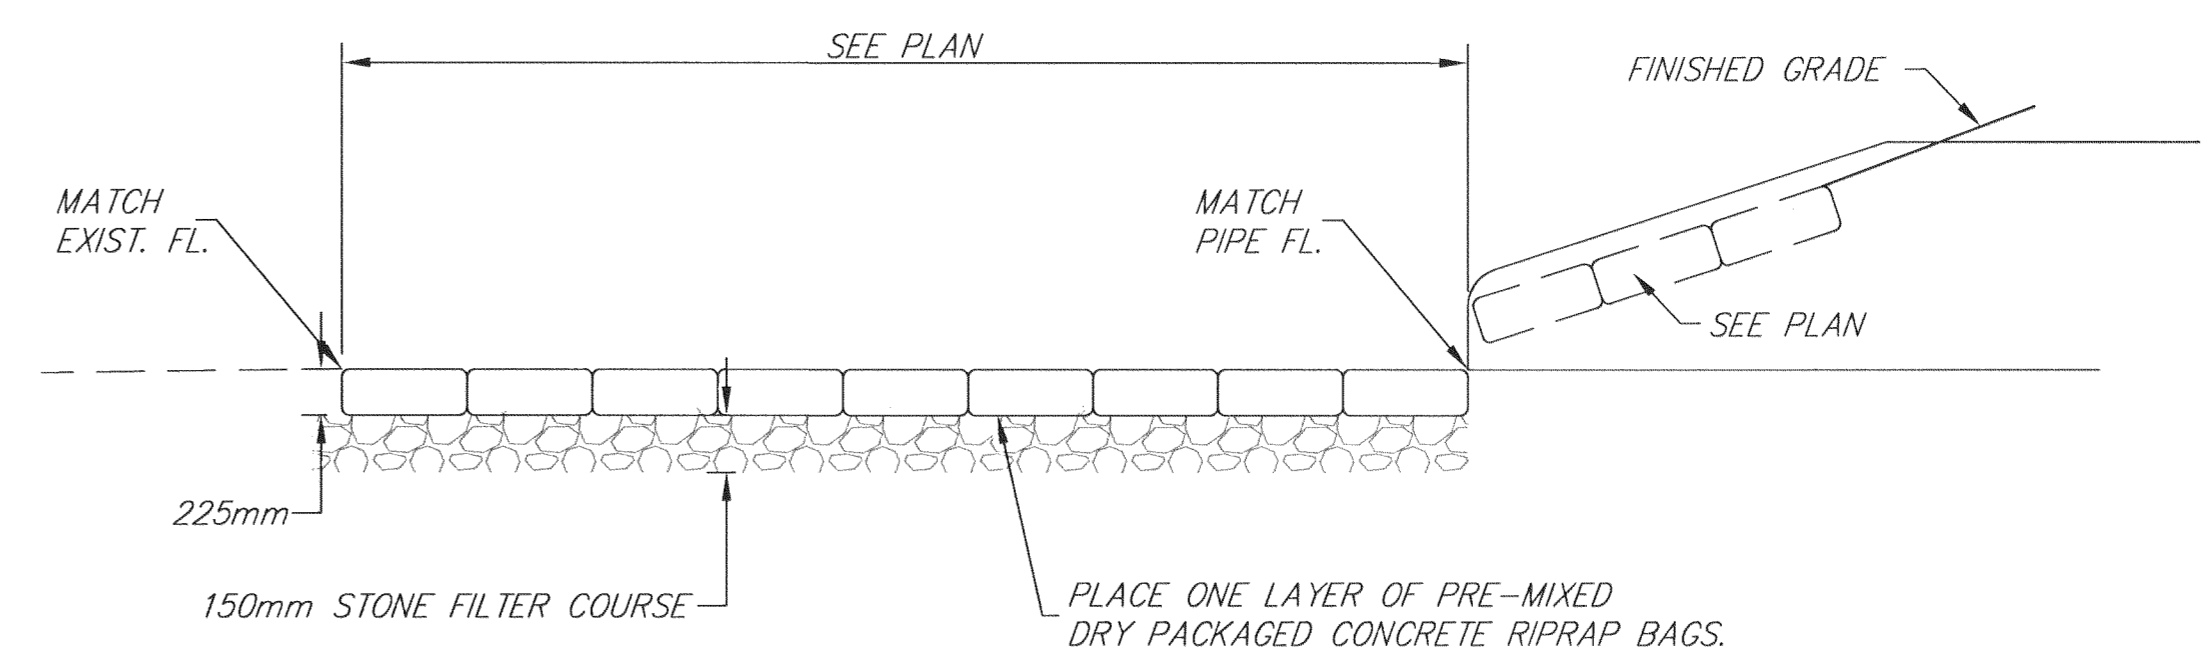 SEE PLAN
FINISHED GRADE
MATCH
EXIST. FL.
MATCH
PIPE FL.
SEE PLAN
225mm
150mm STONE FILTER COURSE
PLACE ONE LAYER OF PRE-MIXED
DRY PACKAGED CONCRETE RIPRAP BAGS.